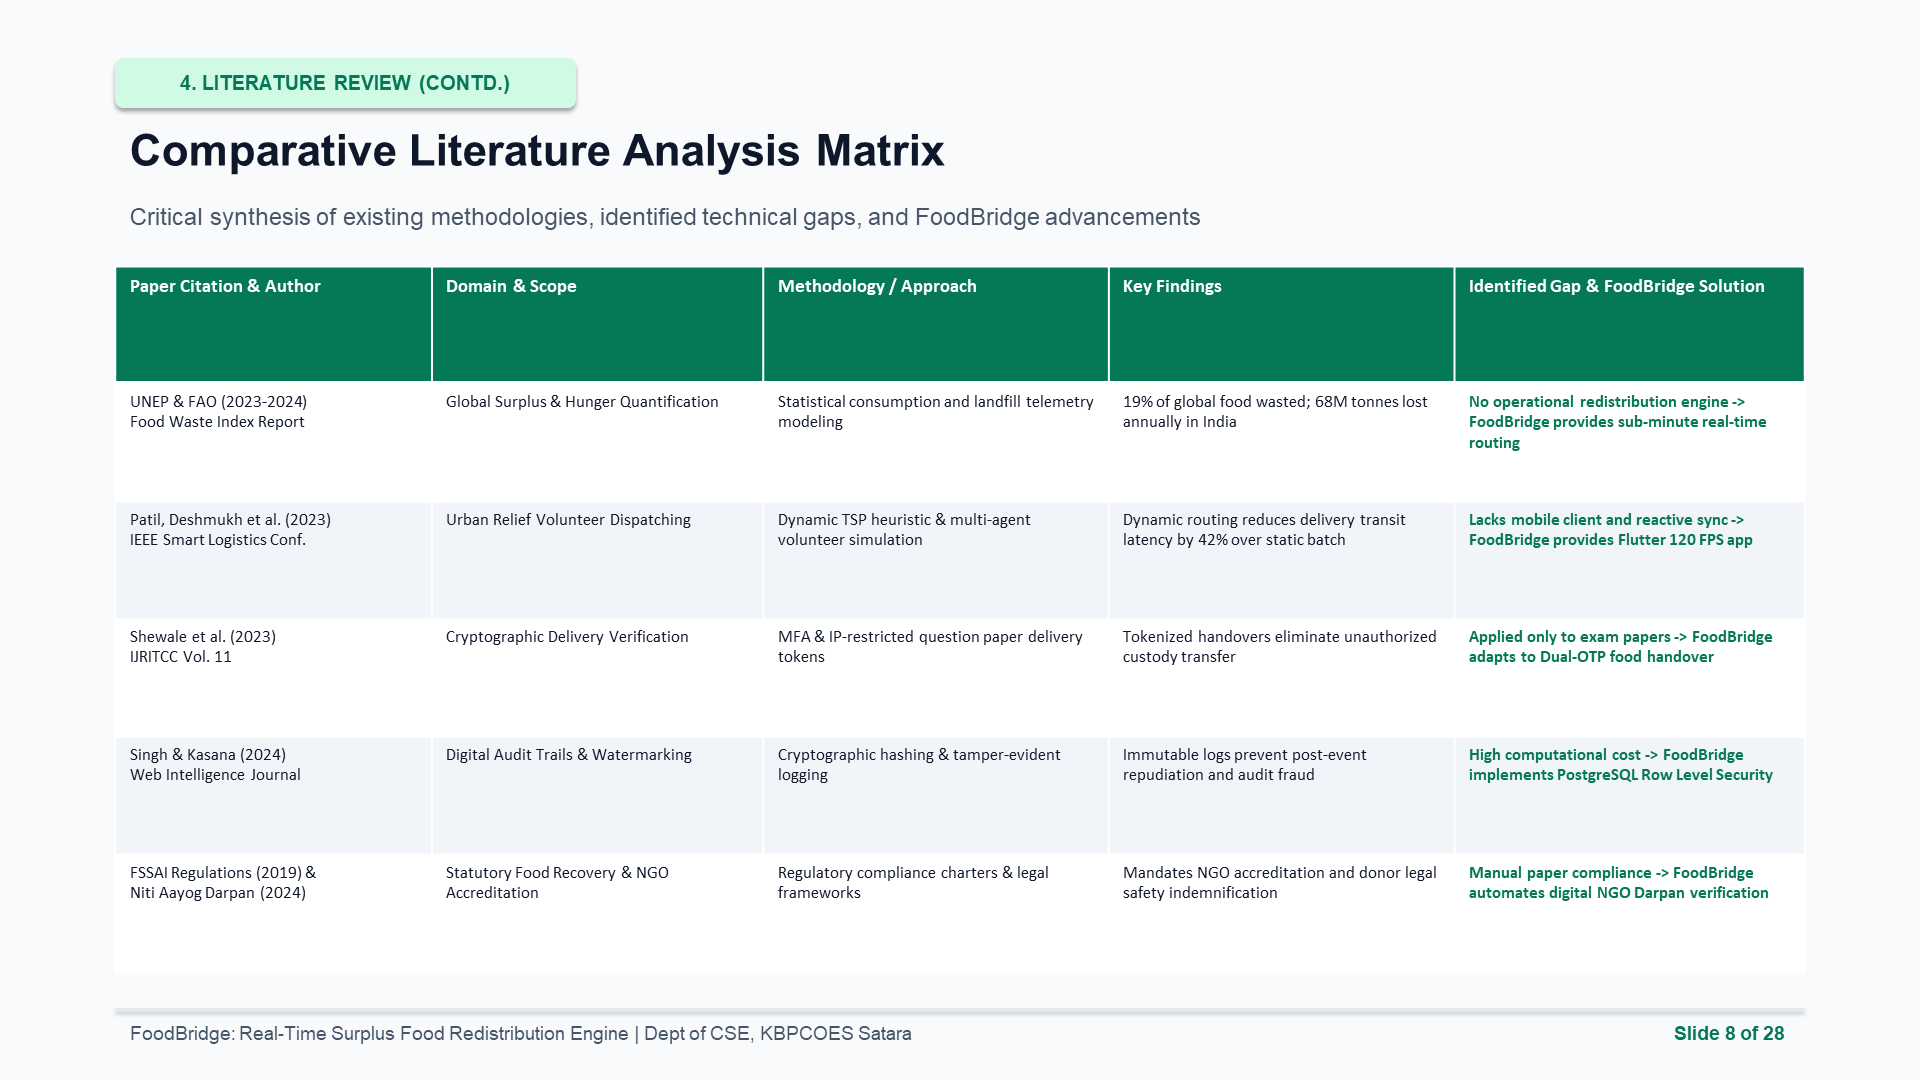 4. LITERATURE REVIEW (CONTD.)
Comparative Literature Analysis Matrix
Critical synthesis of existing methodologies, identified technical gaps, and FoodBridge advancements
Paper Citation & Author
Domain & Scope
Methodology / Approach
Key Findings
Identified Gap & FoodBridge Solution
UNEP & FAO (2023-2024)
Food Waste Index Report
Global Surplus & Hunger Quantification
Statistical consumption and landfill telemetry
modeling
19% of global food wasted; 68M tonnes lost
annually in India
No operational redistribution engine ->
FoodBridge provides sub-minute real-time
routing
Patil, Deshmukh et al. (2023)
IEEE Smart Logistics Conf.
Urban Relief Volunteer Dispatching
Dynamic TSP heuristic & multi-agent
volunteer simulation
Dynamic routing reduces delivery transit
latency by 42% over static batch
Lacks mobile client and reactive sync ->
FoodBridge provides Flutter 120 FPS app
Shewale et al. (2023)
IJRITCC Vol. 11
Cryptographic Delivery Verification
MFA & IP-restricted question paper delivery
tokens
Tokenized handovers eliminate unauthorized
custody transfer
Applied only to exam papers -> FoodBridge
adapts to Dual-OTP food handover
Singh & Kasana (2024)
Web Intelligence Journal
Digital Audit Trails & Watermarking
Cryptographic hashing & tamper-evident
logging
Immutable logs prevent post-event
repudiation and audit fraud
High computational cost -> FoodBridge
implements PostgreSQL Row Level Security
FSSAI Regulations (2019) &
Niti Aayog Darpan (2024)
Statutory Food Recovery & NGO
Accreditation
Regulatory compliance charters & legal
frameworks
Mandates NGO accreditation and donor legal
safety indemnification
Manual paper compliance -> FoodBridge
automates digital NGO Darpan verification
FoodBridge: Real-Time Surplus Food Redistribution Engine | Dept of CSE, KBPCOES Satara
Slide 8 of 28